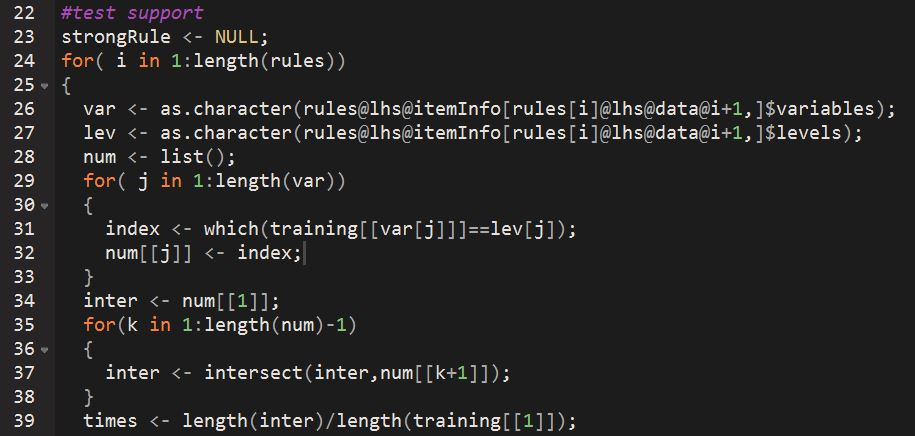 22 #test support
23 strongRule <- NULL;
24 for( i in 1:length(rules))
25 {
26   var <- as.character(rules@lhs@itemInfo[rules[i]@lhs@data@i+1,]$variables);
27   lev <- as.character(rules@lhs@itemInfo[rules[i]@lhs@data@i+1,]$levels);
28   num <- list();
29   for( j in 1:length(var))
30   {
31     index <- which(training[[var[j]]]==lev[j]);
32     num[[j]] <- index;
33   }
34   inter <- num[[1]];
35   for(k in 1:length(num)-1)
36   {
37     inter <- intersect(inter,num[[k+1]]);
38   }
39   times <- length(inter)/length(training[[1]]);